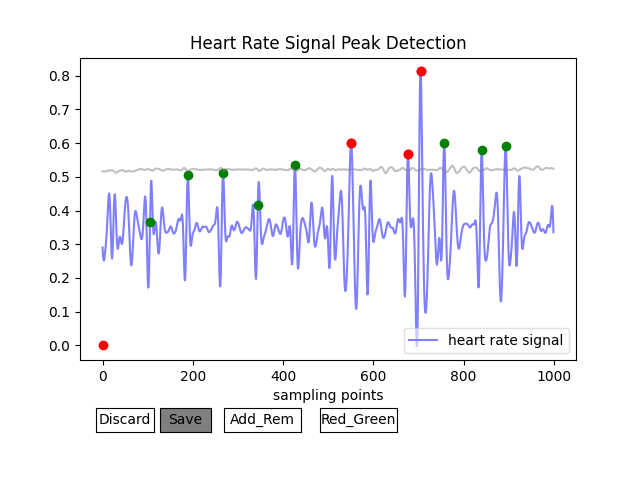 Heart Rate Signal Peak Detection
0.8
0.7
0.6
0.5
0.4
0.3
0.2
0.1
0.0
heart rate signal
0 200 400 600 800 1000
sampling points
Discard Save Add_Rem Red_Green